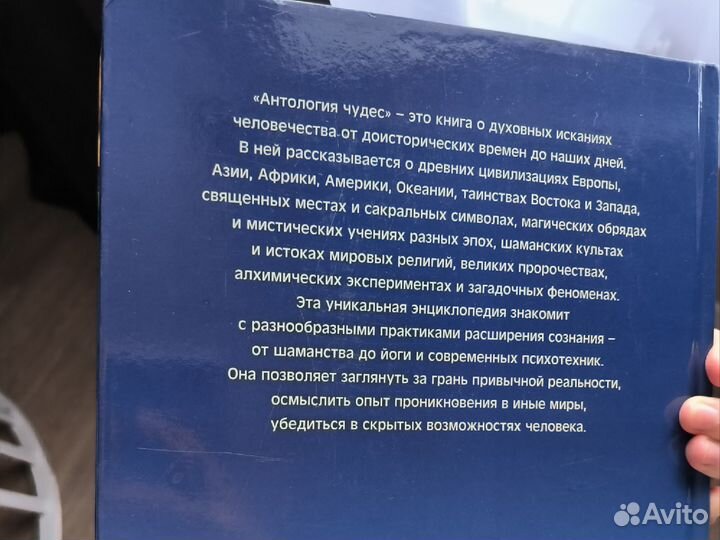 «Антология чудес» – это книга о духовных исканиях
человечества от доисторических времен до наших дней.
В ней рассказывается о древних цивилизациях Европы,
Азии, Африки, Америки, Океании, таинствах Востока и Запада,
священных местах и сакральных символах, магических обрядах
и мистических учениях разных эпох, шаманских культах
и истоках мировых религий, великих пророчествах,
алхимических экспериментах и загадочных феноменах.
Эта уникальная энциклопедия знакомит
с разнообразными практиками расширения сознания –
от шаманства до йоги и современных психотехник.
Она позволяет заглянуть за грань привычной реальности,
осмыслить опыт проникновения в иные миры,
убедиться в скрытых возможностях человека.
Avito